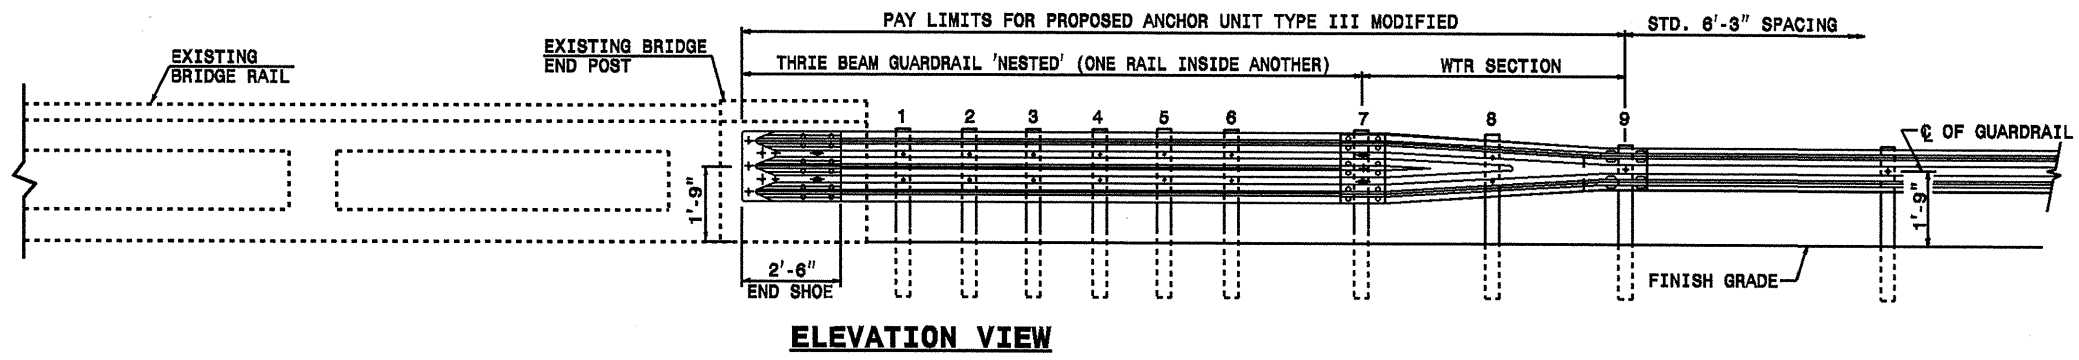 PAY LIMITS FOR PROPOSED ANCHOR UNIT TYPE III MODIFIED
STD. 6'-3" SPACING
EXISTING
BRIDGE RAIL
EXISTING BRIDGE
END POST
THRIE BEAM GUARDRAIL 'NESTED' (ONE RAIL INSIDE ANOTHER)
WTR SECTION
1 2 3 4 5 6 7 8 9
℄ OF GUARDRAIL
1'-9"
1'-9"
2'-6"
END SHOE
FINISH GRADE
ELEVATION VIEW